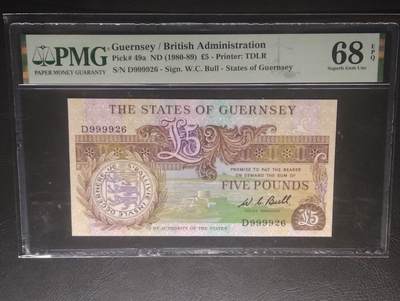 PMG
PAPER MONEY GUARANTY
Guernsey / British Administration
Pick# 49a ND (1980-89) £5 - Printer: TDLR
S/N D999926 - Sign. W.C. Bull - States of Guernsey
68 EPQ
Superb Gem Unc
THE STATES OF GUERNSEY
D999926
£5
PROMISE TO PAY THE BEARER
ON DEMAND THE SUM OF
FIVE POUNDS
W C Bull
D999926
£5
BY AUTHORITY OF THE STATES